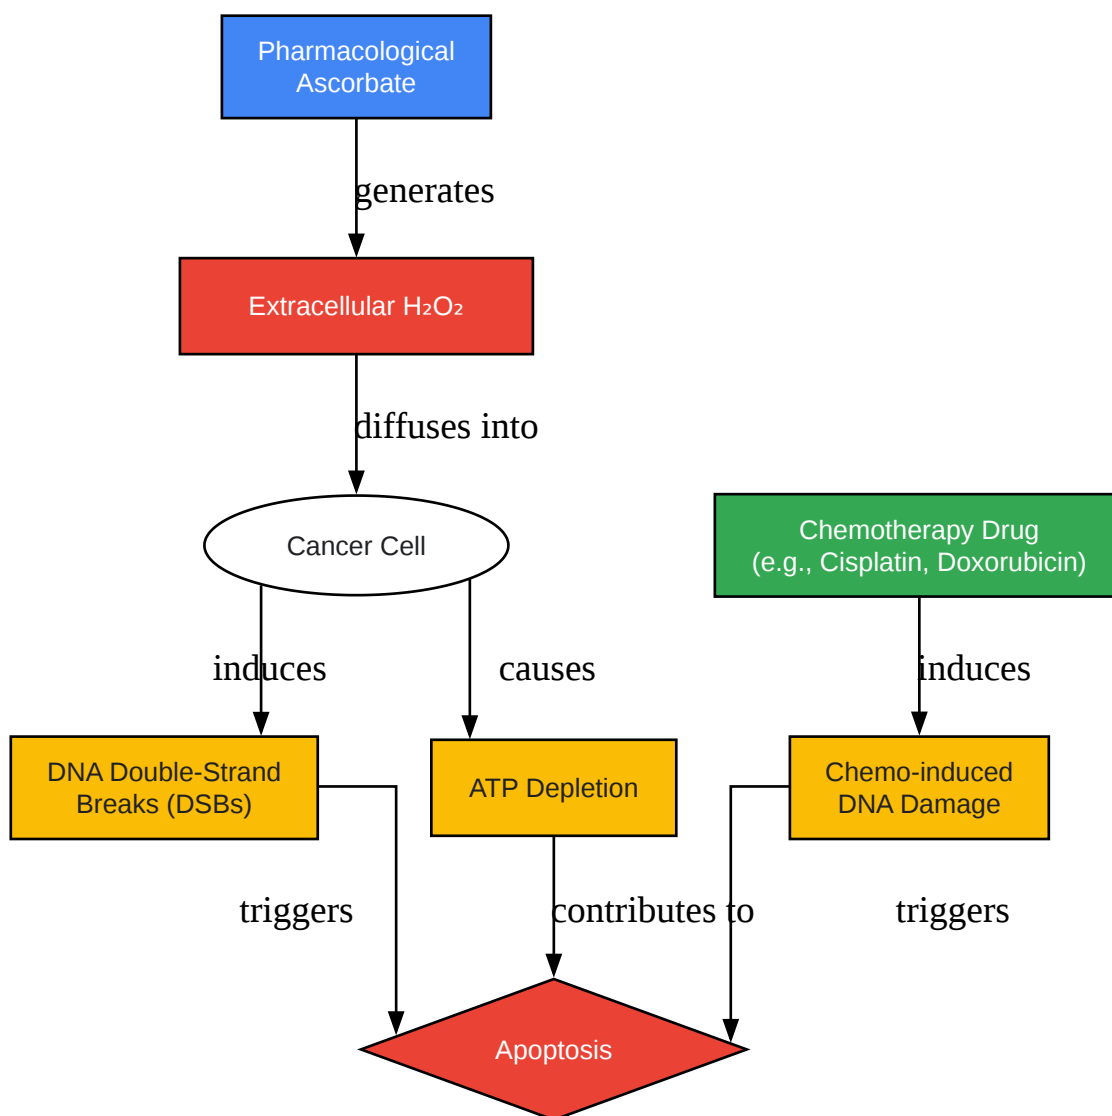 Pharmacological
Ascorbate
generates
Extracellular H₂O₂
diffuses into
Cancer Cell
Chemotherapy Drug
(e.g., Cisplatin, Doxorubicin)
induces
causes
induces
DNA Double-Strand
Breaks (DSBs)
ATP Depletion
Chemo-induced
DNA Damage
triggers
contributes to
triggers
Apoptosis